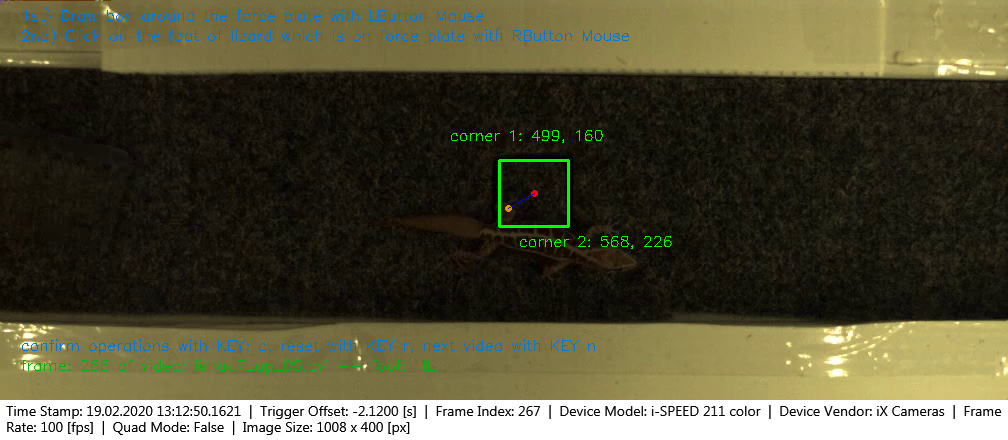 1st) Draw box around the force plate with LButton Mouse
2nd) Click on the foot of lizard which is on force plate with RButton Mouse
corner 1: 499, 160
corner 2: 568, 226
confirm operations with KEY: c, reset with KEY r, next video with KEY n
frame: 266 of video:
Time Stamp: 19.02.2020 13:12:50.1621 | Trigger Offset: -2.1200 [s] | Frame Index: 267 | Device Model: i-SPEED 211 color | Device Vendor: iX Cameras | Frame
Rate: 100 [fps] | Quad Mode: False | Image Size: 1008 x 400 [px]